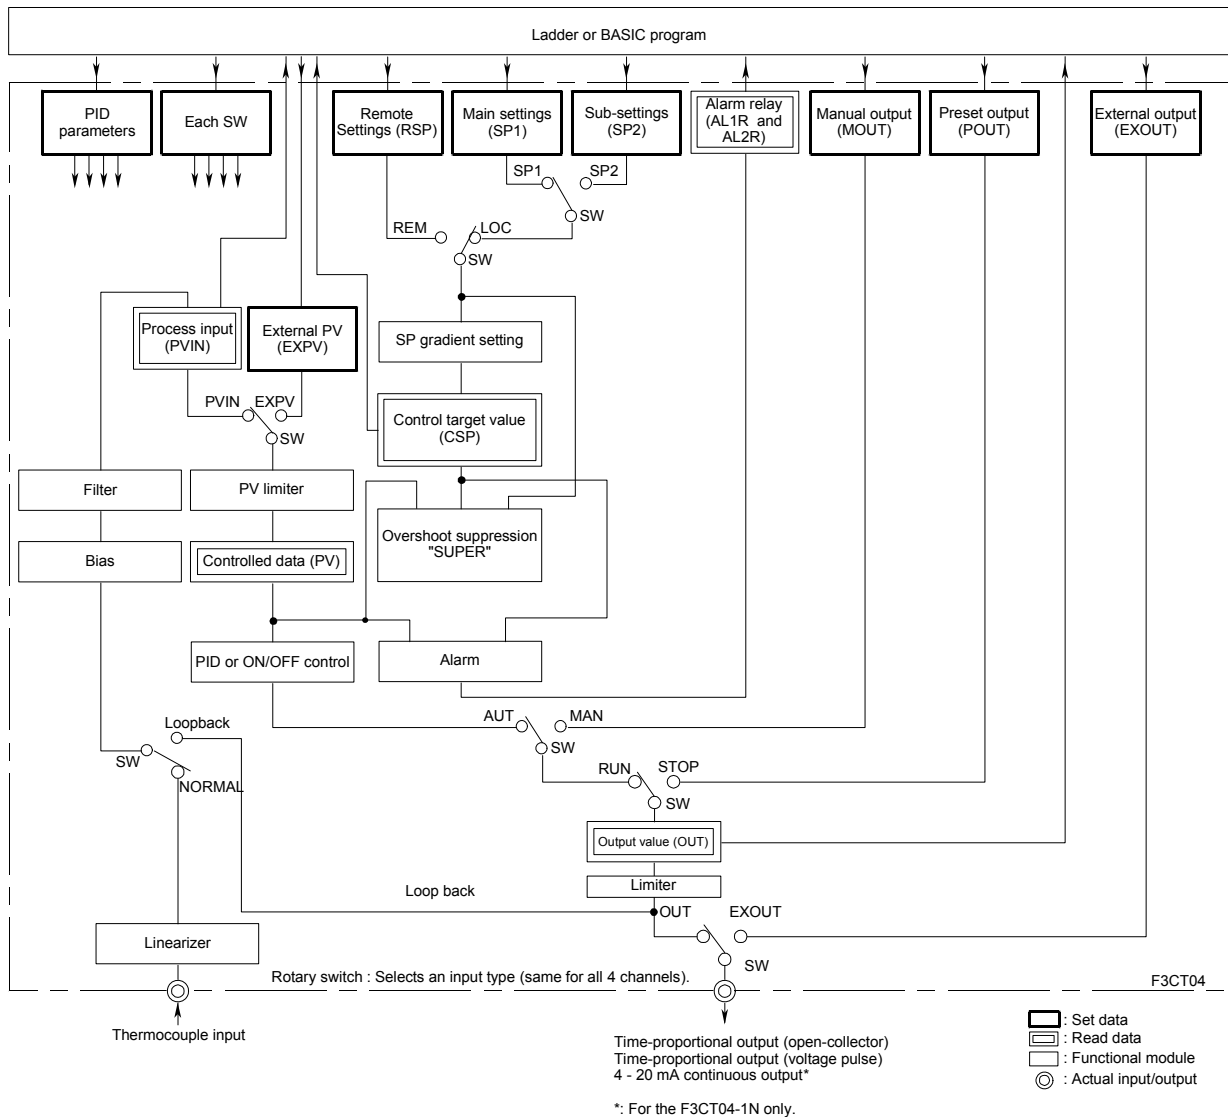 Ladder or BASIC program
PID
parameters
Each SW
Remote
Settings (RSP)
Main settings
(SP1)
Sub-settings
(SP2)
Alarm relay
(AL1R and
AL2R)
Manual output
(MOUT)
Preset output
(POUT)
External output
(EXOUT)
SP1
SP2
SW
REM
LOC
SW
Process input
(PVIN)
External PV
(EXPV)
SP gradient setting
PVIN
EXPV
SW
Control target value
(CSP)
Filter
PV limiter
Overshoot suppression
"SUPER"
Bias
Controlled data (PV)
PID or ON/OFF control
Alarm
Loopback
SW
NORMAL
AUT
MAN
SW
RUN
STOP
SW
Output value (OUT)
Limiter
Loop back
OUT
EXOUT
SW
Linearizer
Rotary switch : Selects an input type (same for all 4 channels).
F3CT04
Thermocouple input
Time-proportional output (open-collector)
Time-proportional output (voltage pulse)
4 - 20 mA continuous output*
*: For the F3CT04-1N only.
: Set data
: Read data
: Functional module
: Actual input/output